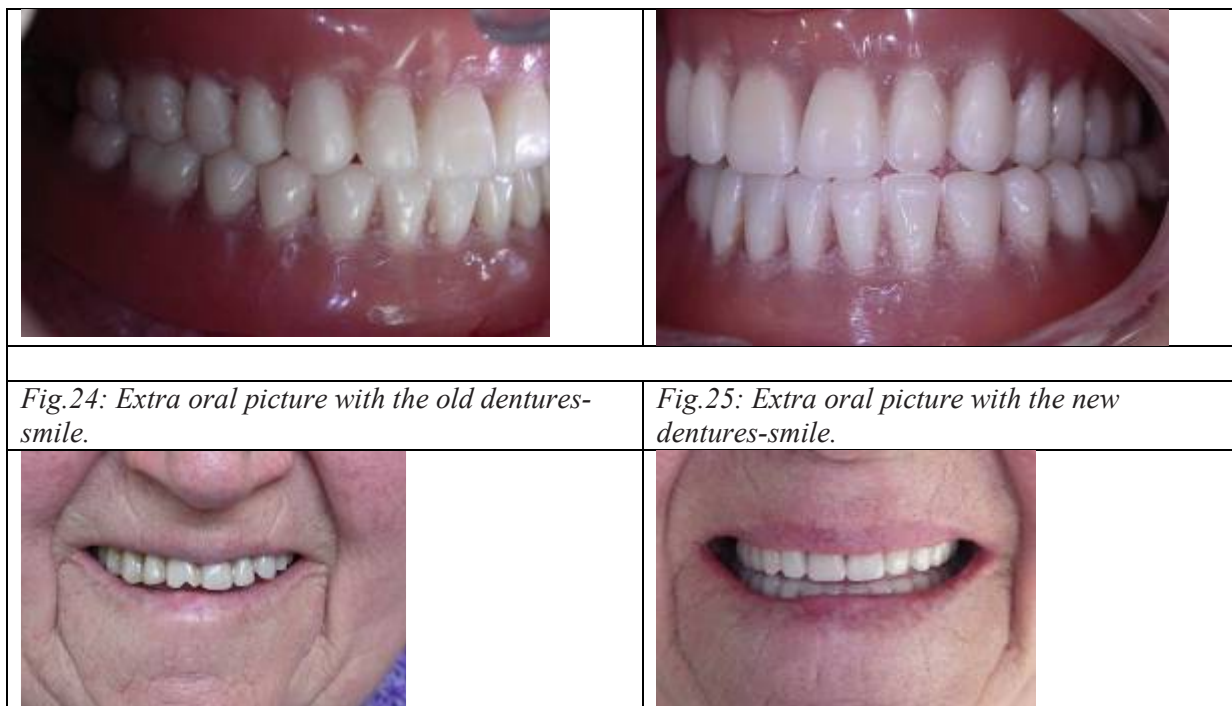 Fig.24: Extra oral picture with the old dentures-
smile.
Fig.25: Extra oral picture with the new
dentures-smile.